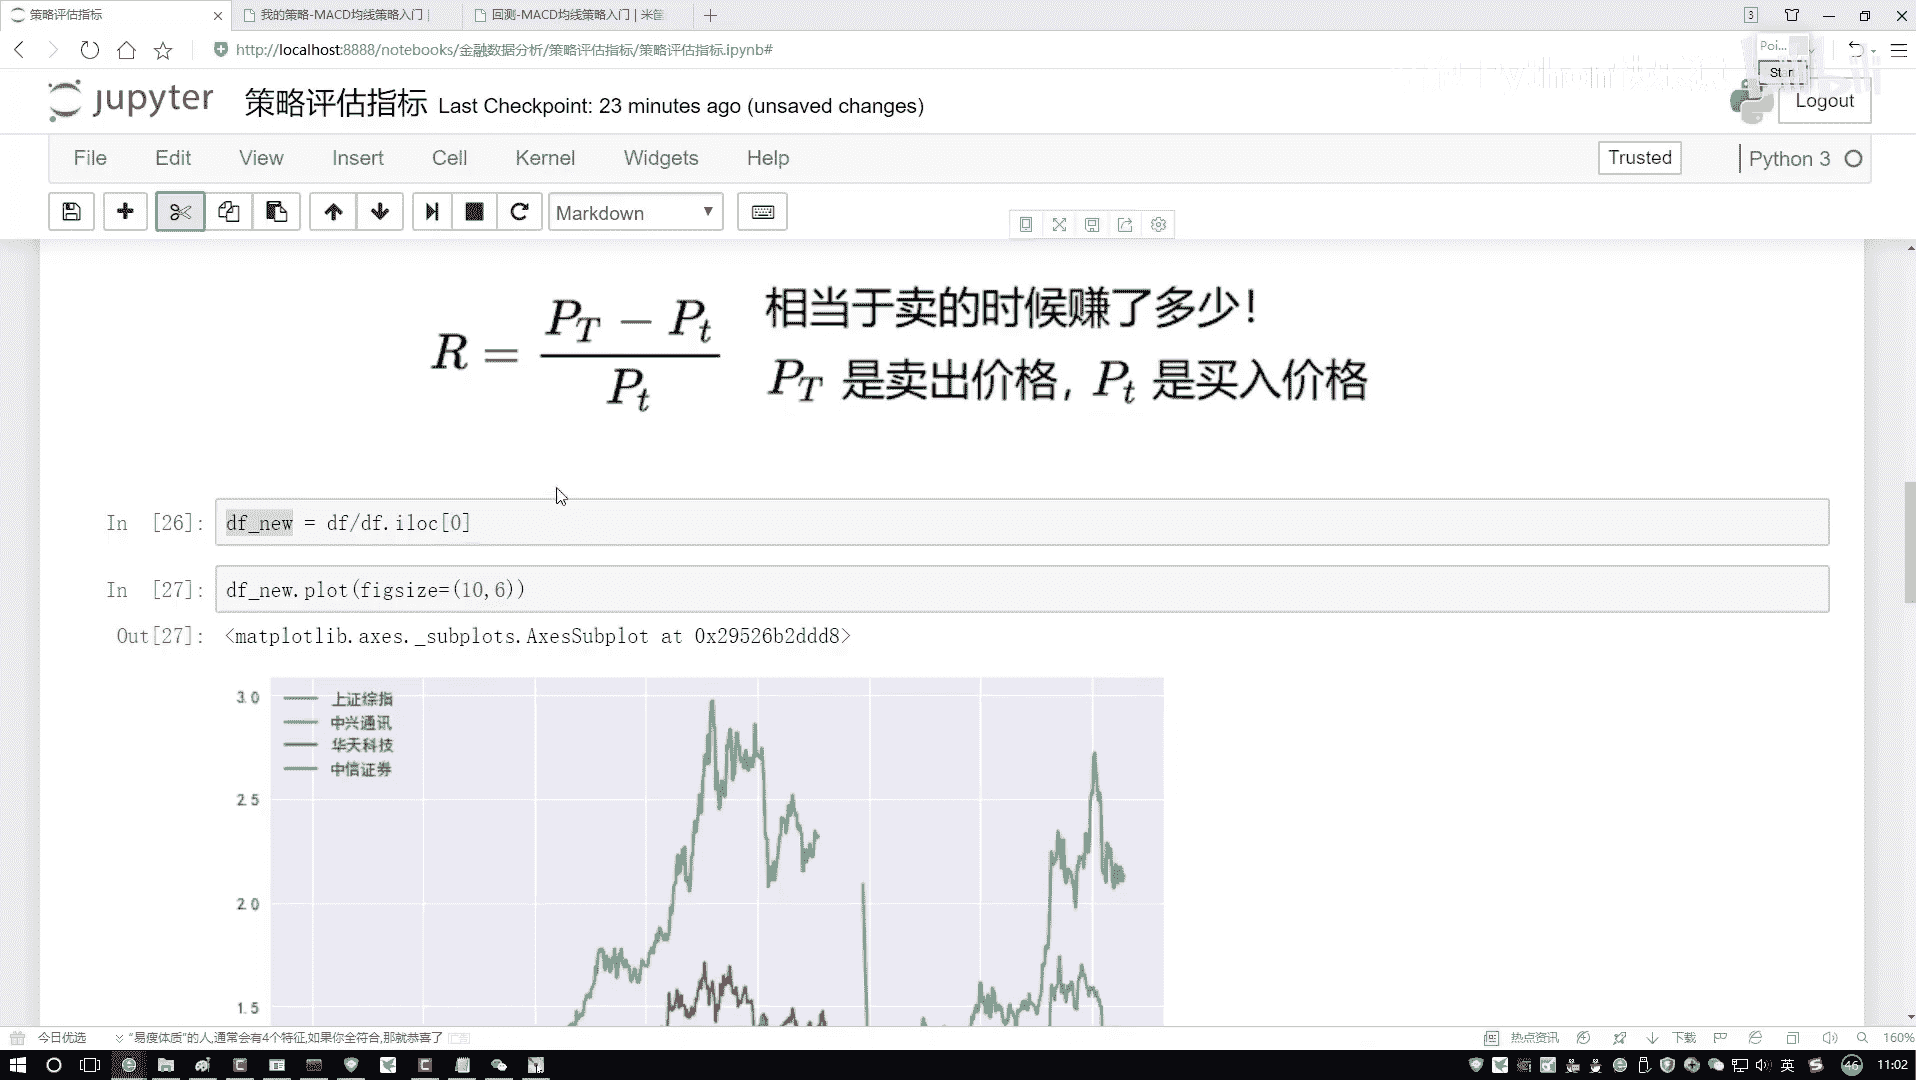 策略评估指标
我的策略-MACD均线策略入门 |
回测-MACD均线策略入门 | 米筐
3
http://localhost:8888/notebooks/金融数据分析/策略评估指标/策略评估指标.ipynb#
Poi...
jupyter 策略评估指标 Last Checkpoint: 23 minutes ago (unsaved changes)
Logout
File Edit View Insert Cell Kernel Widgets Help
Trusted
Python 3
Markdown
R = (P_T − P_t) / P_t
相当于卖的时候赚了多少!
P_T 是卖出价格, P_t 是买入价格
In [26]: df_new = df/df.iloc[0]
In [27]: df_new.plot(figsize=(10,6))
Out[27]: <matplotlib.axes._subplots.AxesSubplot at 0x29526b2ddd8>
3.0
上证综指
中兴通讯
华天科技
中信证券
2.5
2.0
1.5
今日优选
“易瘦体质”的人,通常会有4个特征,如果你全符合,那就恭喜了
热点资讯
下载
160%
英
46
11:02